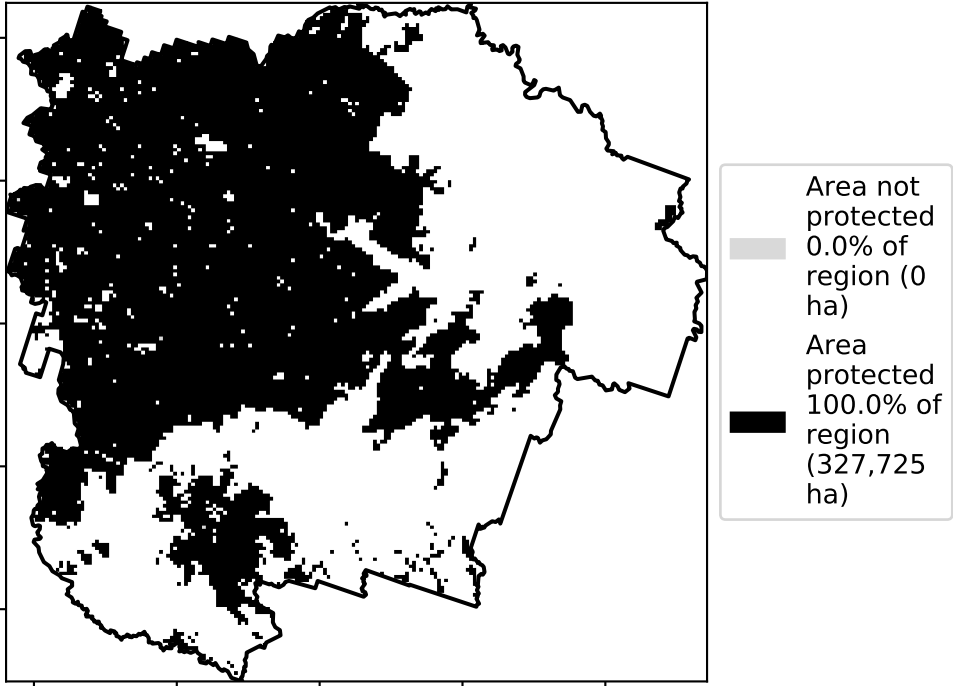 Area not
protected
0.0% of
region (0
ha)
Area
protected
100.0% of
region
(327,725
ha)